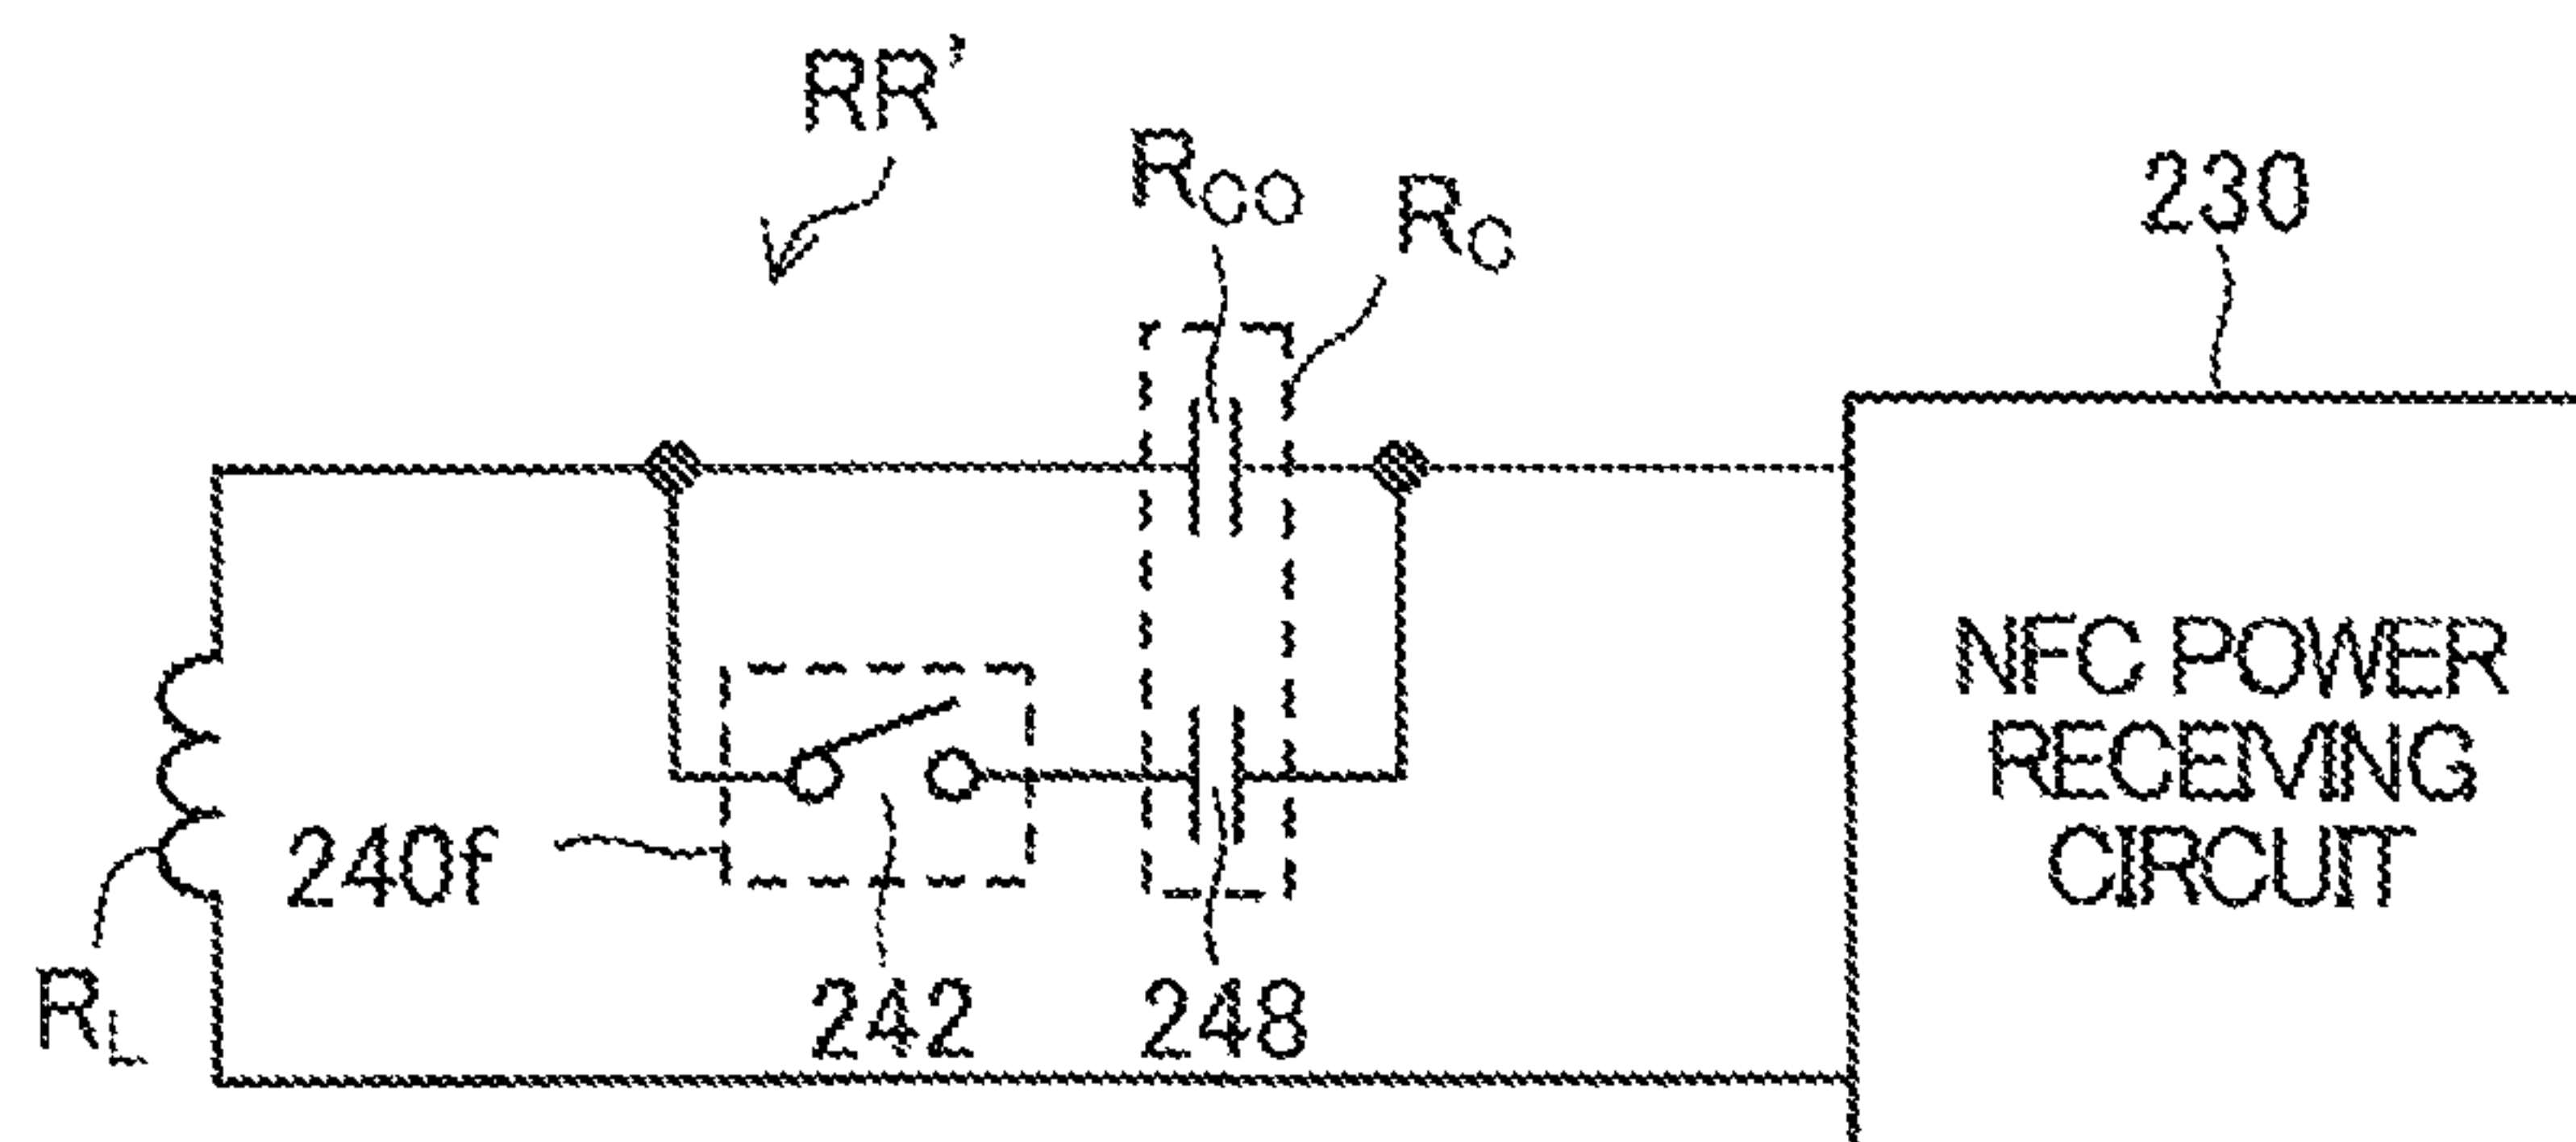 RR'
RCO
RC
230
NFC POWER
RECEIVING
CIRCUIT
240f
RL
242
248